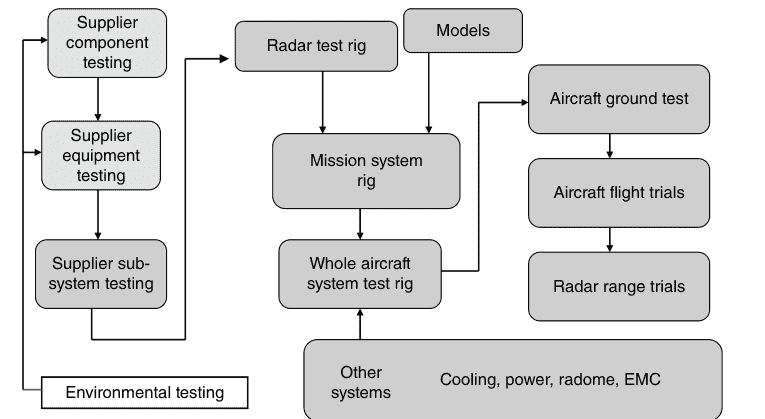 Supplier
component
testing
Supplier
equipment
testing
Supplier sub-
system testing
Environmental testing
Radar test rig
Models
Mission system
rig
Whole aircraft
system test rig
Other
systems
Cooling, power, radome, EMC
Aircraft ground test
Aircraft flight trials
Radar range trials